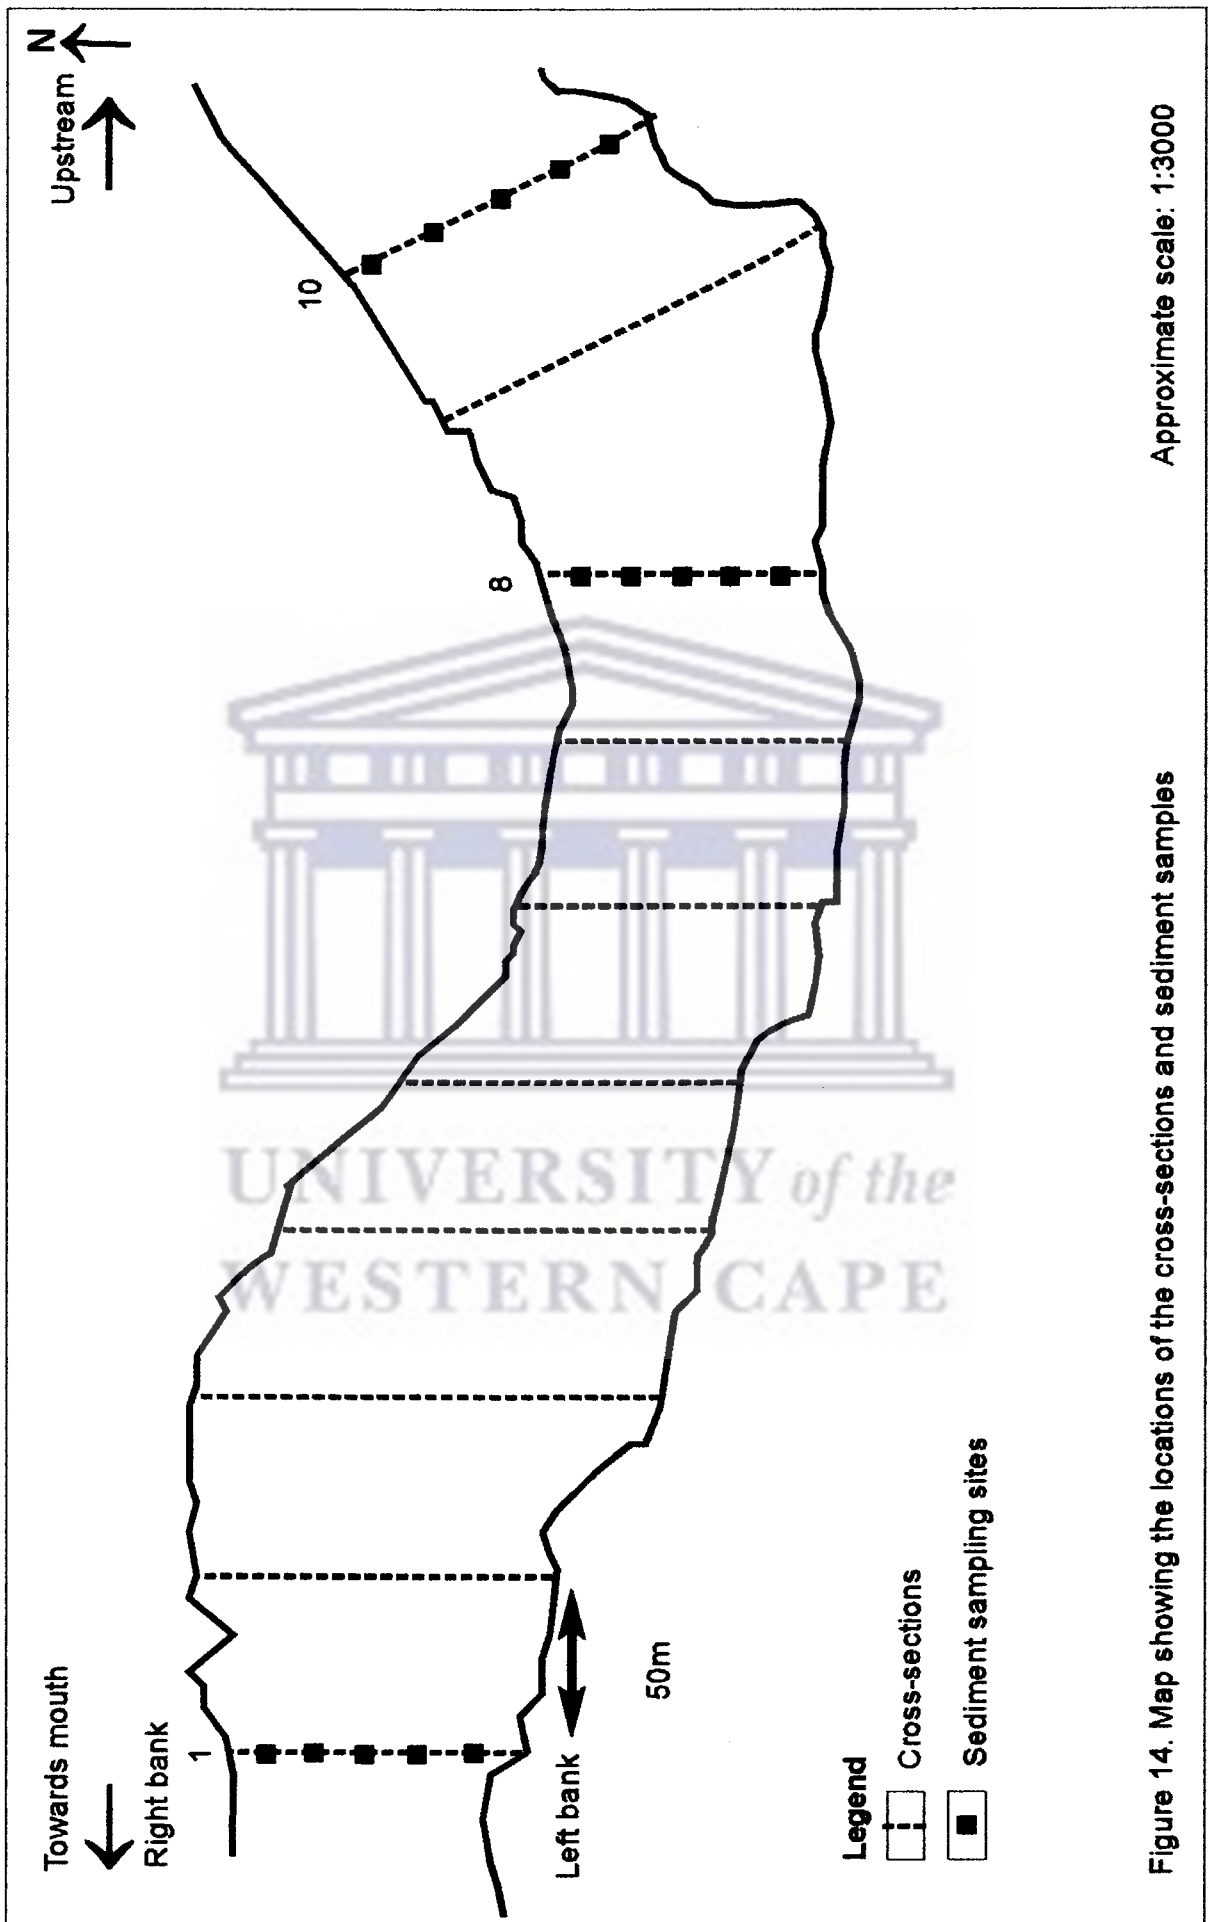 Towards mouth
Right bank
Upstream
N
1
8
10
Left bank
50m
UNIVERSITY of the
WESTERN CAPE
Legend
Cross-sections
Sediment sampling sites
Figure 14. Map showing the locations of the cross-sections and sediment samples
Approximate scale: 1:3000